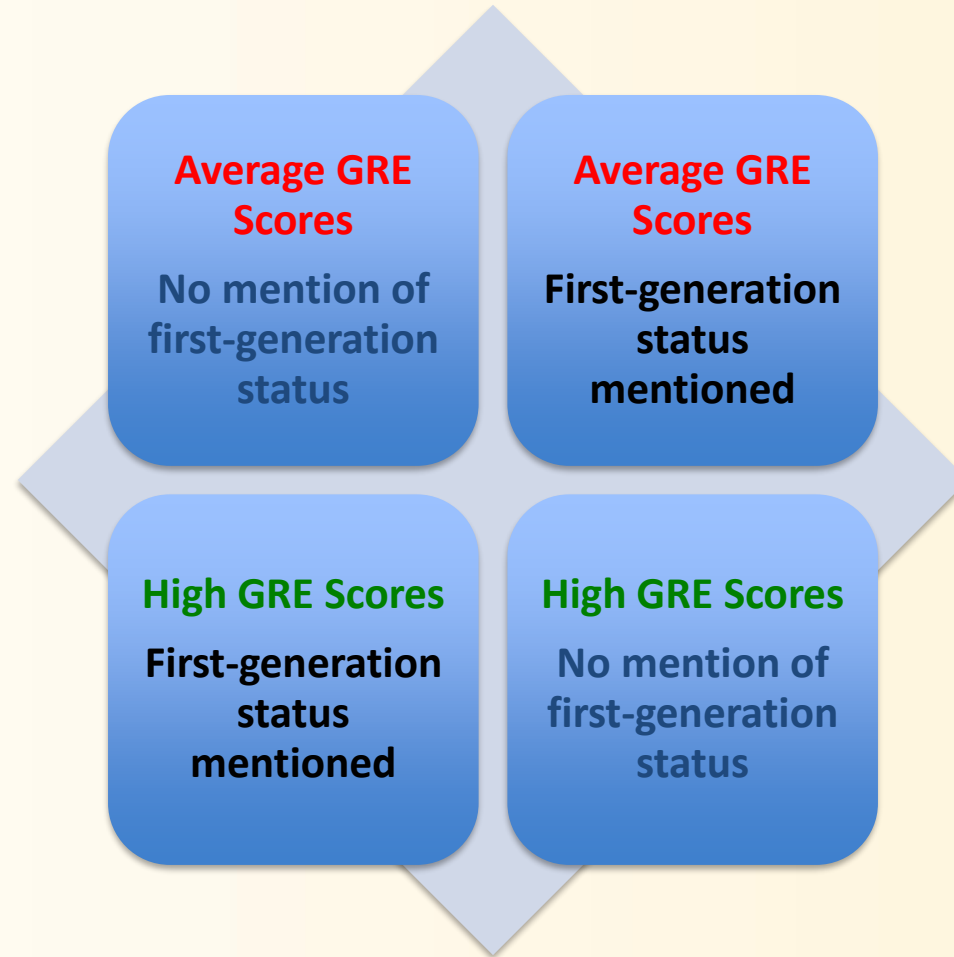 Average GRE
Scores
No mention of
first-generation
status
Average GRE
Scores
First-generation
status
mentioned
High GRE Scores
First-generation
status
mentioned
High GRE Scores
No mention of
first-generation
status